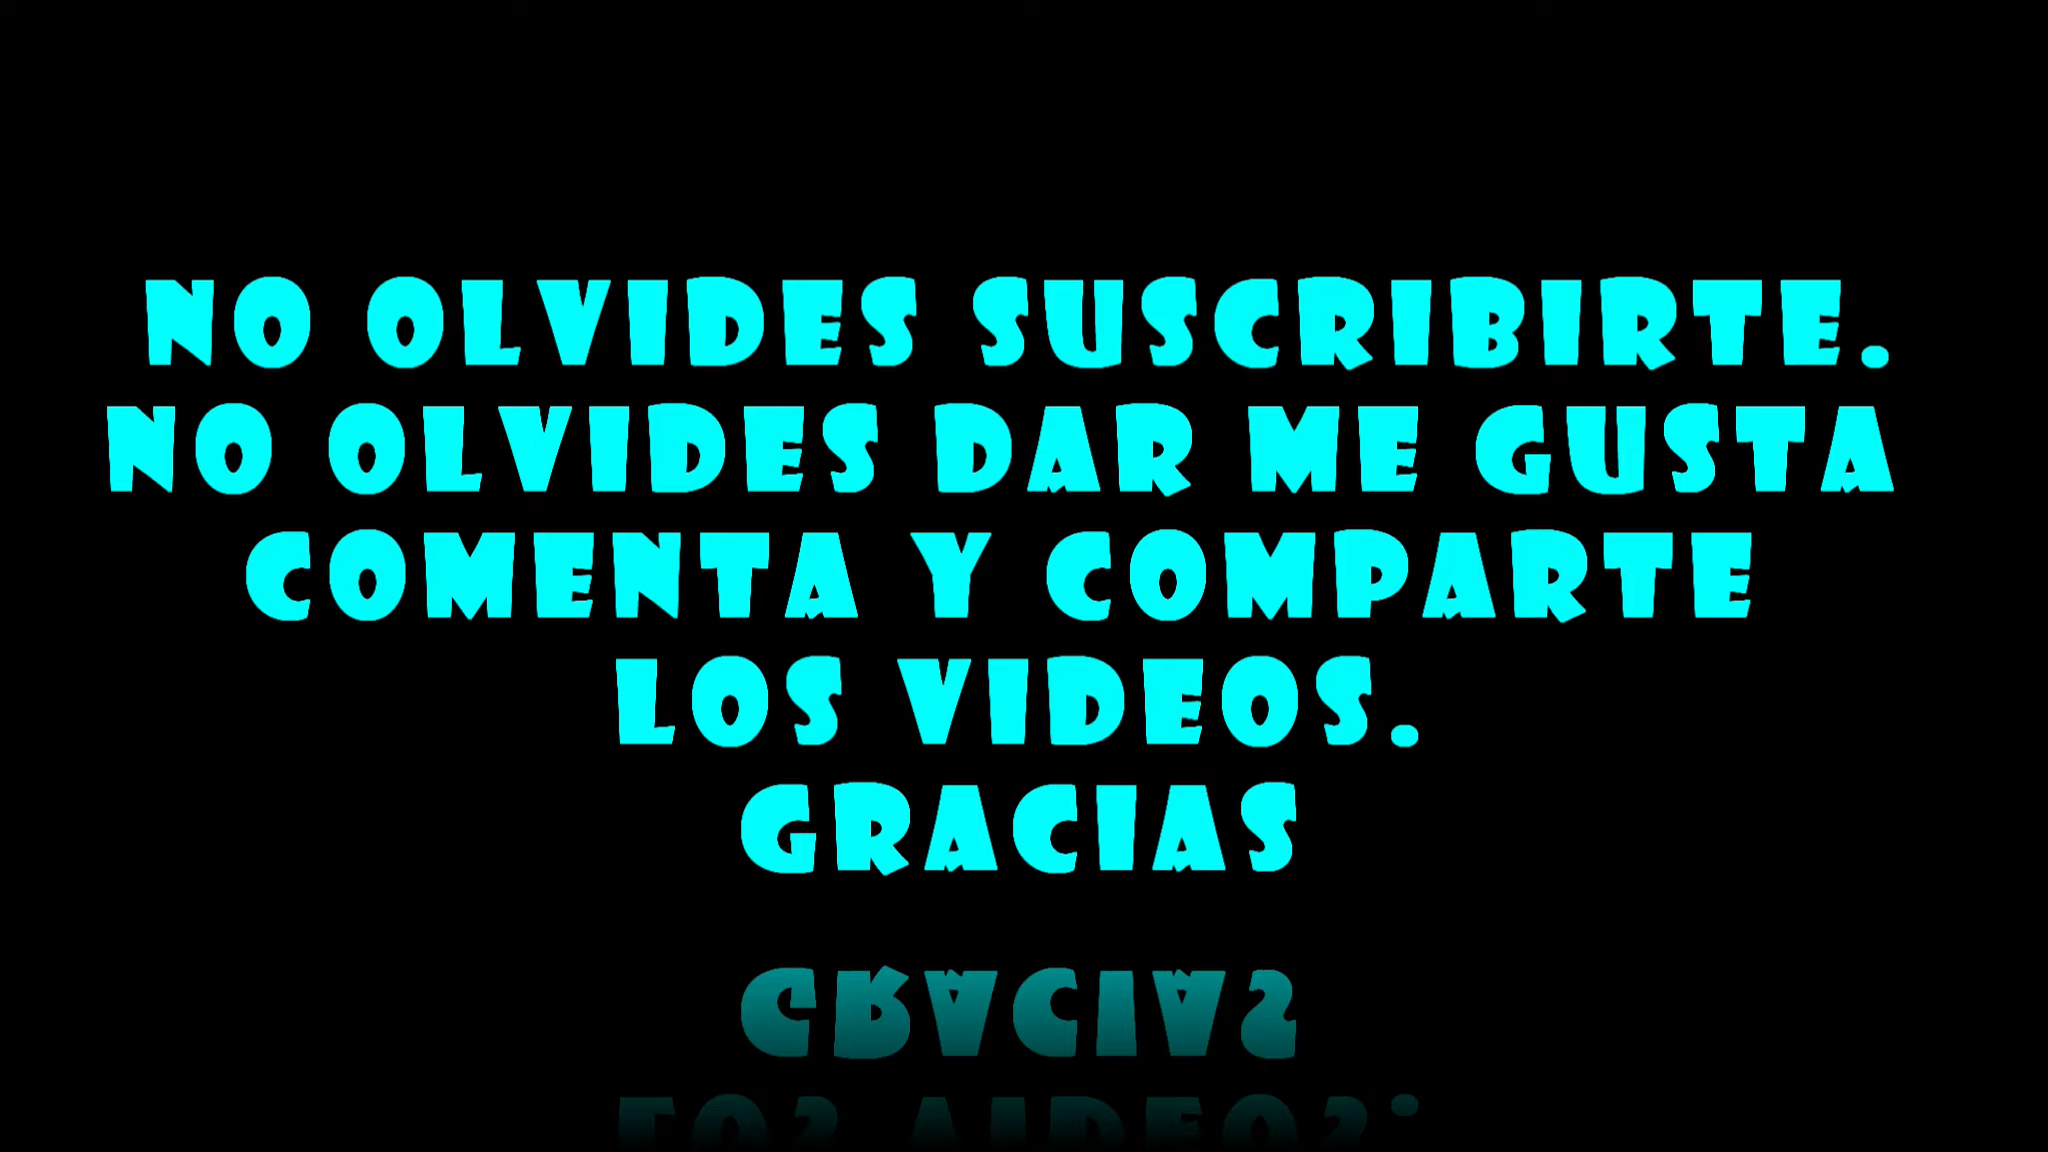 NO OLVIDES SUSCRIBIRTE.
NO OLVIDES DAR ME GUSTA
COMENTA Y COMPARTE
LOS VIDEOS.
GRACIAS